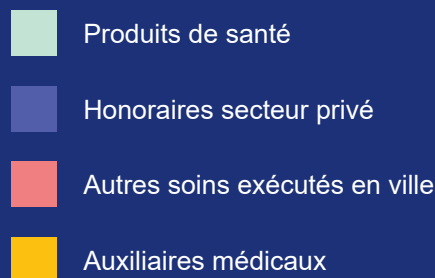 Produits de santé
Honoraires secteur privé
Autres soins exécutés en ville
Auxiliaires médicaux